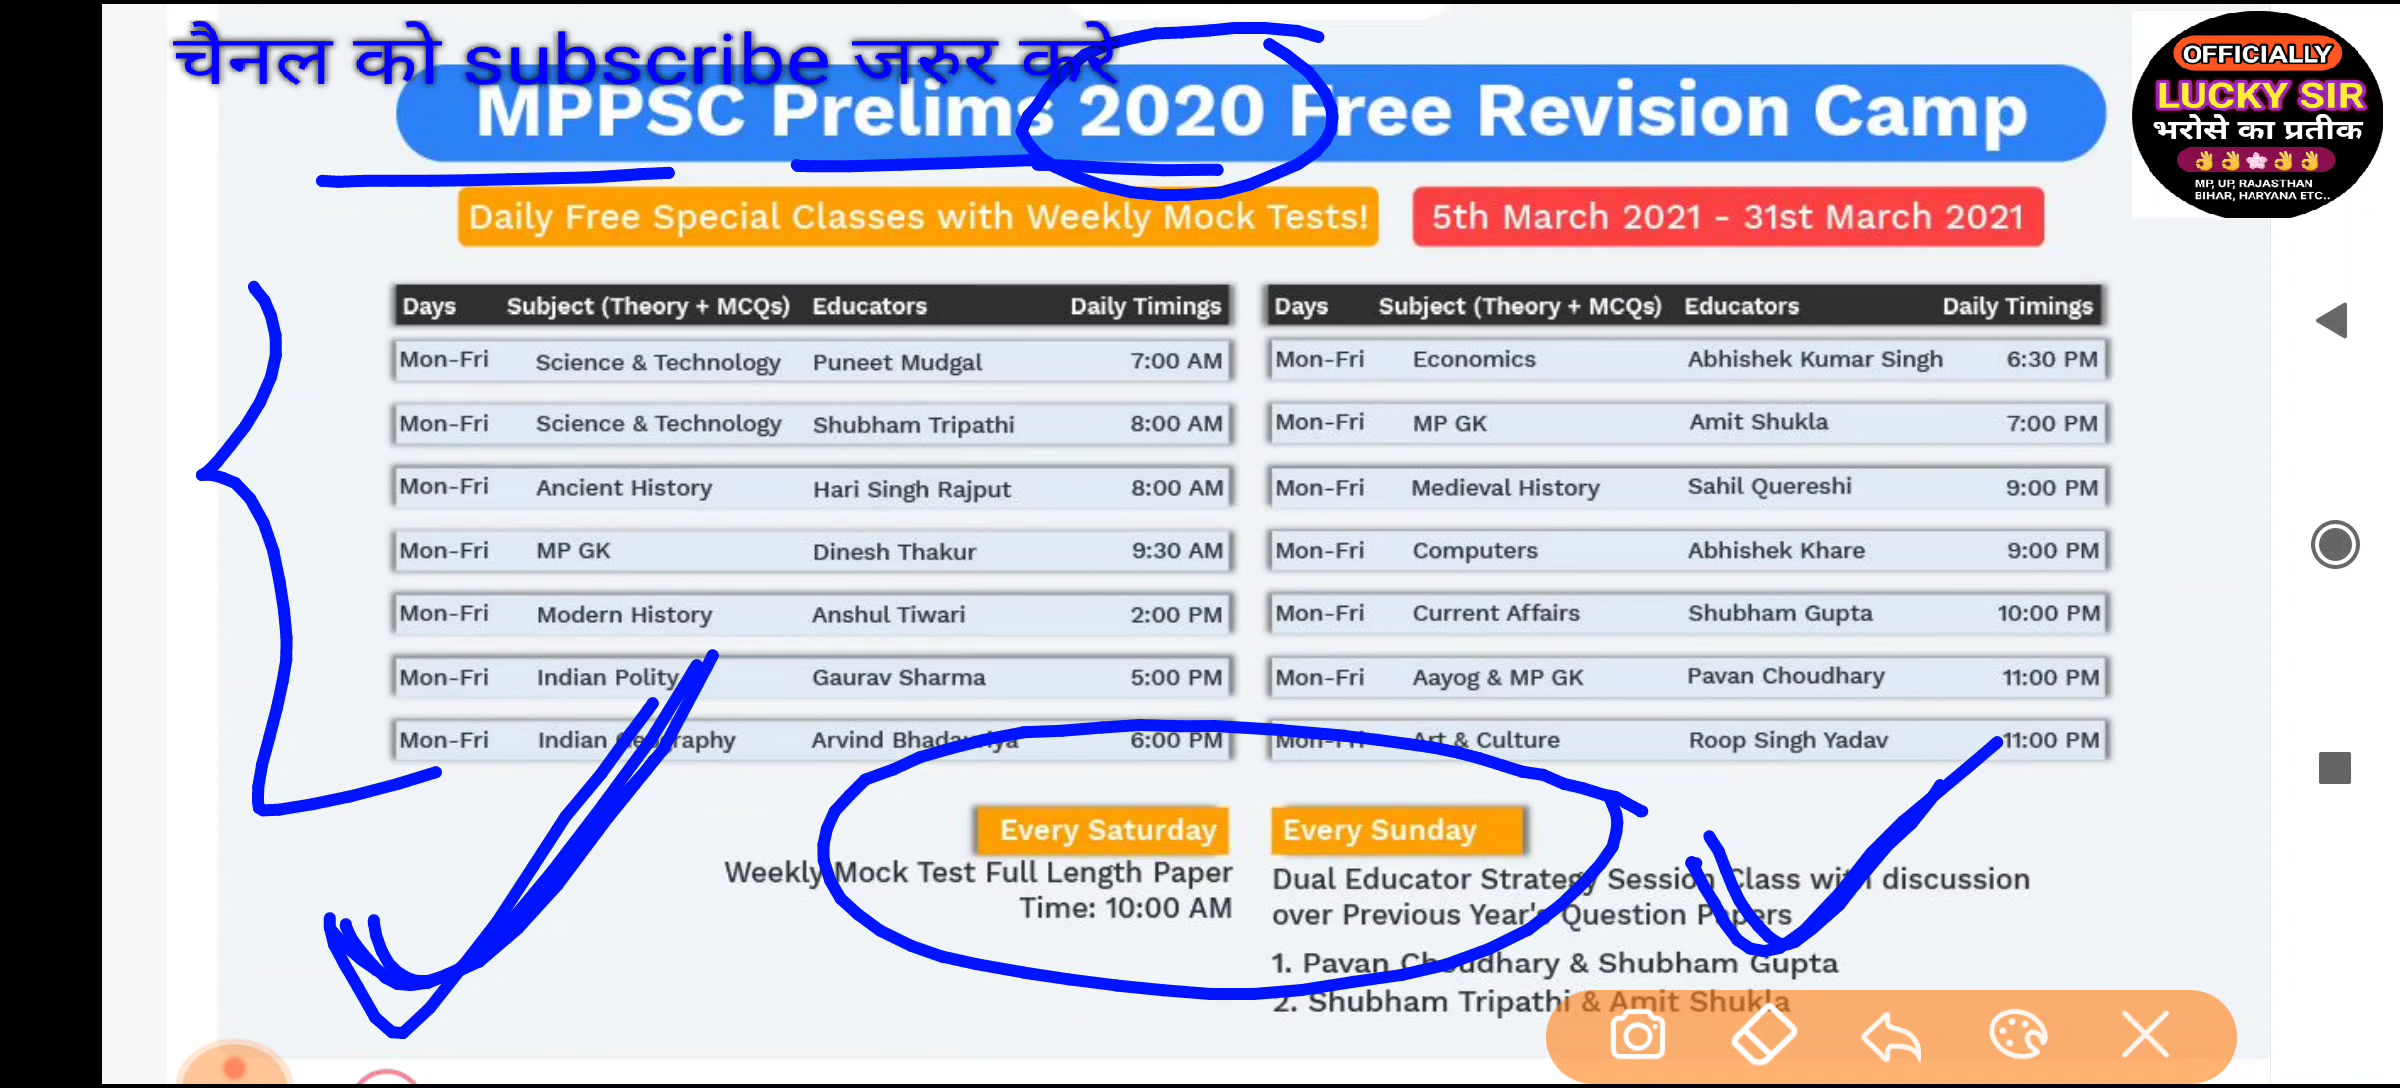 चैनल को subscribe जरुर करे
MPPSC Prelims 2020 Free Revision Camp
OFFICIALLY
LUCKY SIR
भरोसे का प्रतीक
MP, UP, RAJASTHAN
BIHAR, HARYANA ETC..
Daily Free Special Classes with Weekly Mock Tests!
5th March 2021 - 31st March 2021
Days Subject (Theory + MCQs) Educators Daily Timings
Mon-Fri Science & Technology Puneet Mudgal 7:00 AM
Mon-Fri Science & Technology Shubham Tripathi 8:00 AM
Mon-Fri Ancient History Hari Singh Rajput 8:00 AM
Mon-Fri MP GK Dinesh Thakur 9:30 AM
Mon-Fri Modern History Anshul Tiwari 2:00 PM
Mon-Fri Indian Polity Gaurav Sharma 5:00 PM
Mon-Fri Indian Geography Arvind Bhadauriya 6:00 PM
Days Subject (Theory + MCQs) Educators Daily Timings
Mon-Fri Economics Abhishek Kumar Singh 6:30 PM
Mon-Fri MP GK Amit Shukla 7:00 PM
Mon-Fri Medieval History Sahil Quereshi 9:00 PM
Mon-Fri Computers Abhishek Khare 9:00 PM
Mon-Fri Current Affairs Shubham Gupta 10:00 PM
Mon-Fri Aayog & MP GK Pavan Choudhary 11:00 PM
Mon-Fri Art & Culture Roop Singh Yadav 11:00 PM
Every Saturday
Weekly Mock Test Full Length Paper
Time: 10:00 AM
Every Sunday
Dual Educator Strategy Session Class with discussion
over Previous Year's Question Papers
1. Pavan Choudhary & Shubham Gupta
2. Shubham Tripathi & Amit Shukla